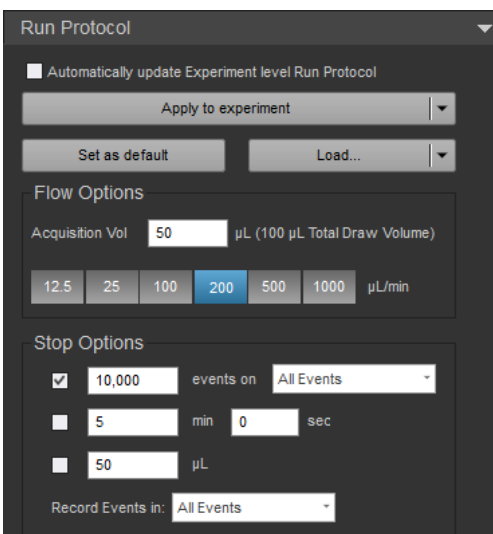 Run Protocol
Automatically update Experiment level Run Protocol
Apply to experiment
Set as default Load...
Flow Options
Acquisition Vol 50 µL (100 µL Total Draw Volume)
12.5 25 100 200 500 1000 µL/min
Stop Options
10,000 events on All Events
5 min 0 sec
50 µL
Record Events in: All Events